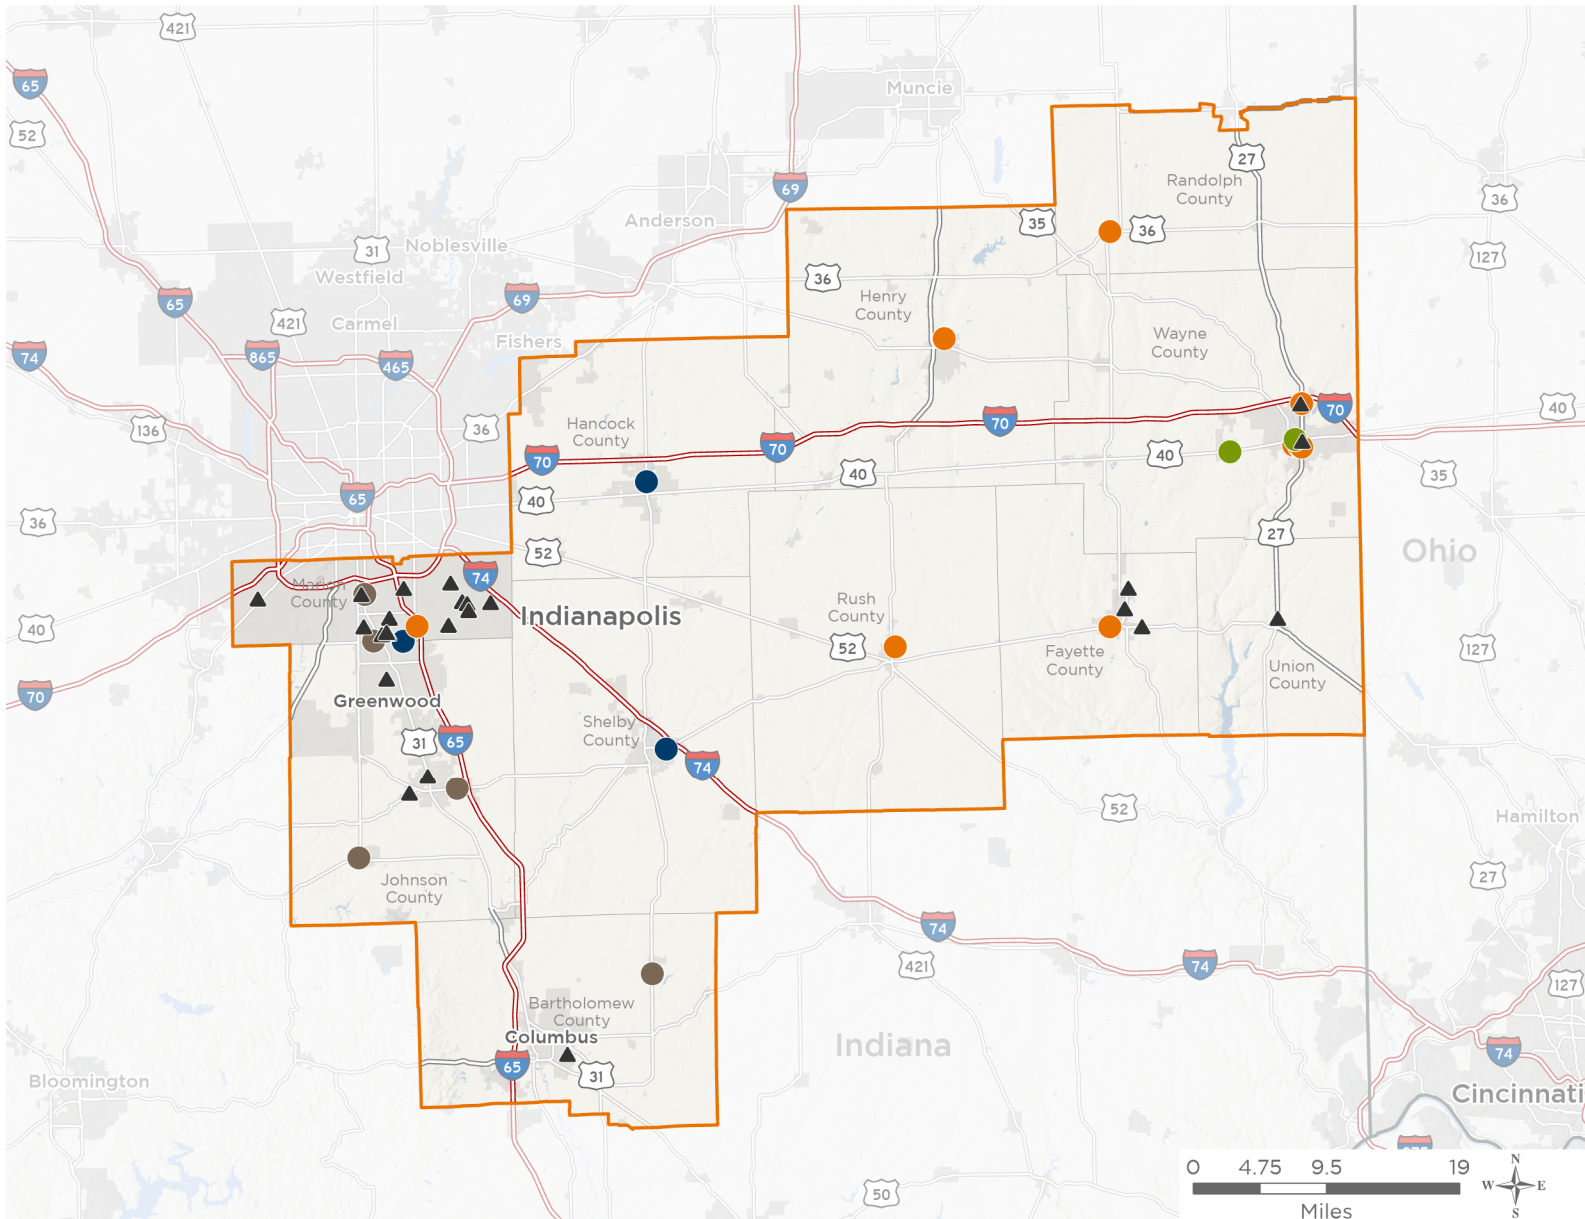 421
65
Muncie
52
27
69
Randolph
County
36
Anderson
35
36
31
Noblesville
127
Westfield
36
Henry
County
65
69
421
Carmel
Wayne
County
Fishers
74
865
465
70
40
Hancock
County
70
136
36
70
70
40
40
35
65
40
36
27
52
Ohio
74
Marion
County
Indianapolis
Rush
County
40
52
Fayette
County
127
Union
County
70
Greenwood
Shelby
County
31
65
74
52
Hamilton
Johnson
County
27
74
421
74
127
Bartholomew
County
Columbus
Indiana
65
31
74
Bloomington
Cincinnati
0 4.75 9.5 19
Miles
N
W E
S
50